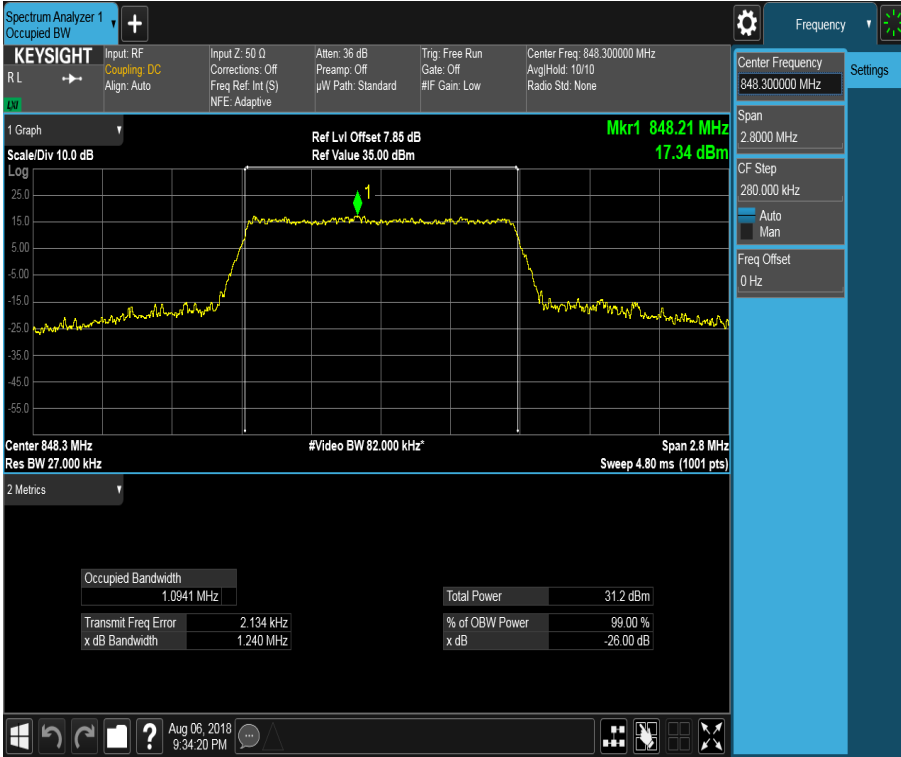 Spectrum Analyzer 1
Occupied BW
Frequency
KEYSIGHT
R L
LXI
Input: RF
Coupling: DC
Align: Auto
Input Z: 50 Ω
Corrections: Off
Freq Ref: Int (S)
NFE: Adaptive
Atten: 36 dB
Preamp: Off
µW Path: Standard
Trig: Free Run
Gate: Off
#IF Gain: Low
Center Freq: 848.300000 MHz
Avg|Hold: 10/10
Radio Std: None
Center Frequency
848.300000 MHz
Settings
Span
2.8000 MHz
CF Step
280.000 kHz
Auto
Man
Freq Offset
0 Hz
1 Graph
Scale/Div 10.0 dB
Ref Lvl Offset 7.85 dB
Ref Value 35.00 dBm
Mkr1 848.21 MHz
17.34 dBm
Log
1
25.0
15.0
5.00
-5.00
-15.0
-25.0
-35.0
-45.0
-55.0
Center 848.3 MHz
Res BW 27.000 kHz
#Video BW 82.000 kHz*
Span 2.8 MHz
Sweep 4.80 ms (1001 pts)
2 Metrics
Occupied Bandwidth
1.0941 MHz
Transmit Freq Error 2.134 kHz
x dB Bandwidth 1.240 MHz
Total Power 31.2 dBm
% of OBW Power 99.00 %
x dB -26.00 dB
?
Aug 06, 2018
9:34:20 PM